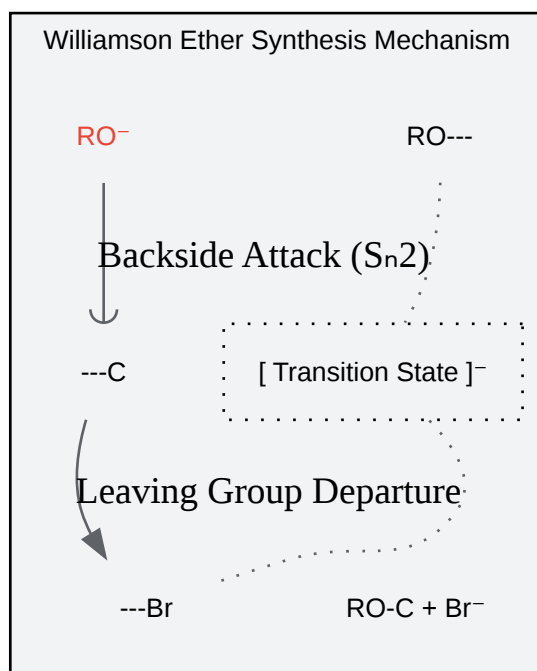 Williamson Ether Synthesis Mechanism
RO⁻ RO---
Backside Attack (Sₙ2)
---C [ Transition State ]⁻
Leaving Group Departure
---Br RO-C + Br⁻